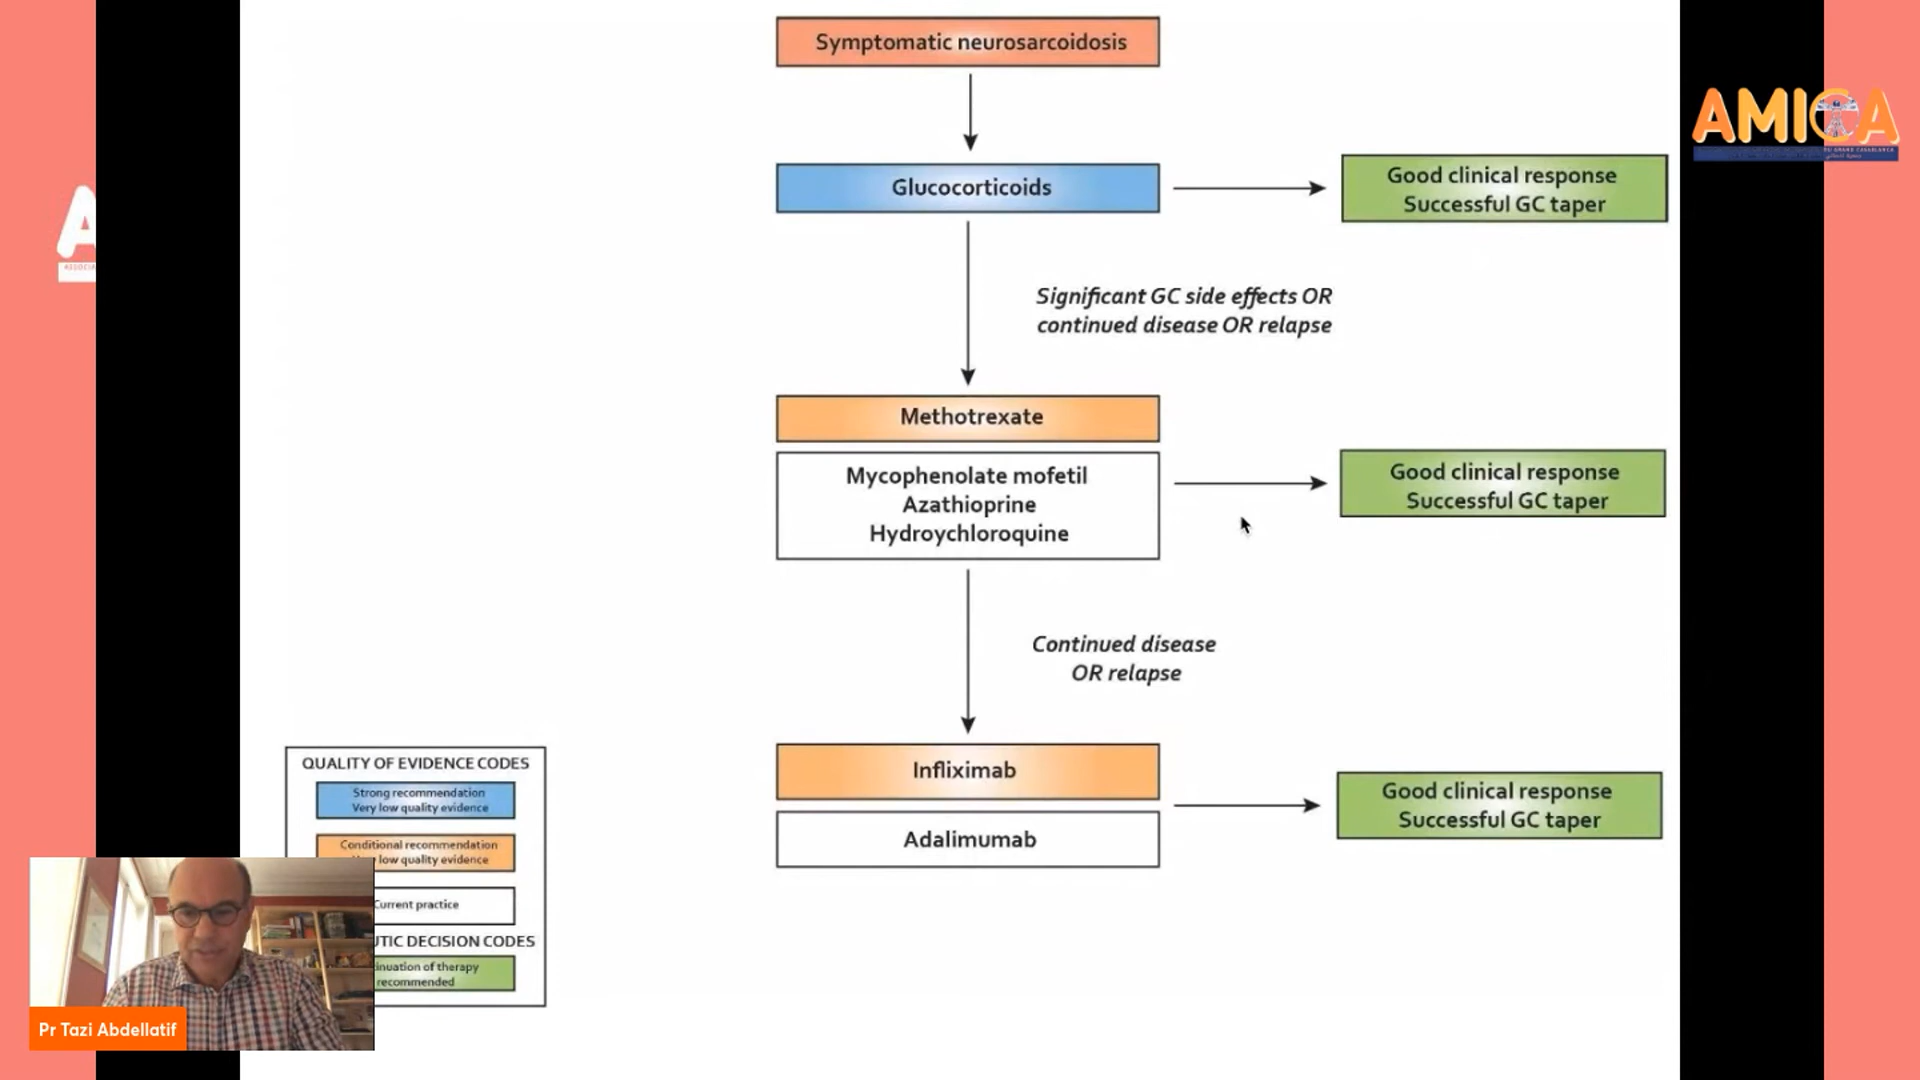 Symptomatic neurosarcoidosis
AMICA
Glucocorticoids
Good clinical response
Successful GC taper
Significant GC side effects OR
continued disease OR relapse
Methotrexate
Mycophenolate mofetil
Azathioprine
Hydroychloroquine
Good clinical response
Successful GC taper
Continued disease
OR relapse
Infliximab
Adalimumab
Good clinical response
Successful GC taper
QUALITY OF EVIDENCE CODES
Strong recommendation
Very low quality evidence
Conditional recommendation
low quality evidence
Current practice
UTIC DECISION CODES
inuation of therapy
recommended
Pr Tazi Abdellatif
A
ASSOCIA